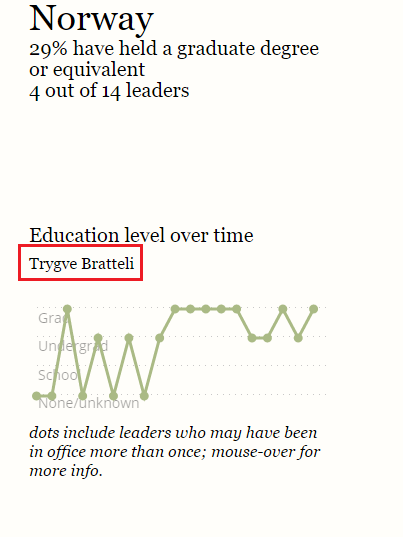 Norway
29% have held a graduate degree
or equivalent
4 out of 14 leaders
Education level over time
Trygve Bratteli
Grad
Undergrad
School
None/unknown
dots include leaders who may have been
in office more than once; mouse-over for
more info.